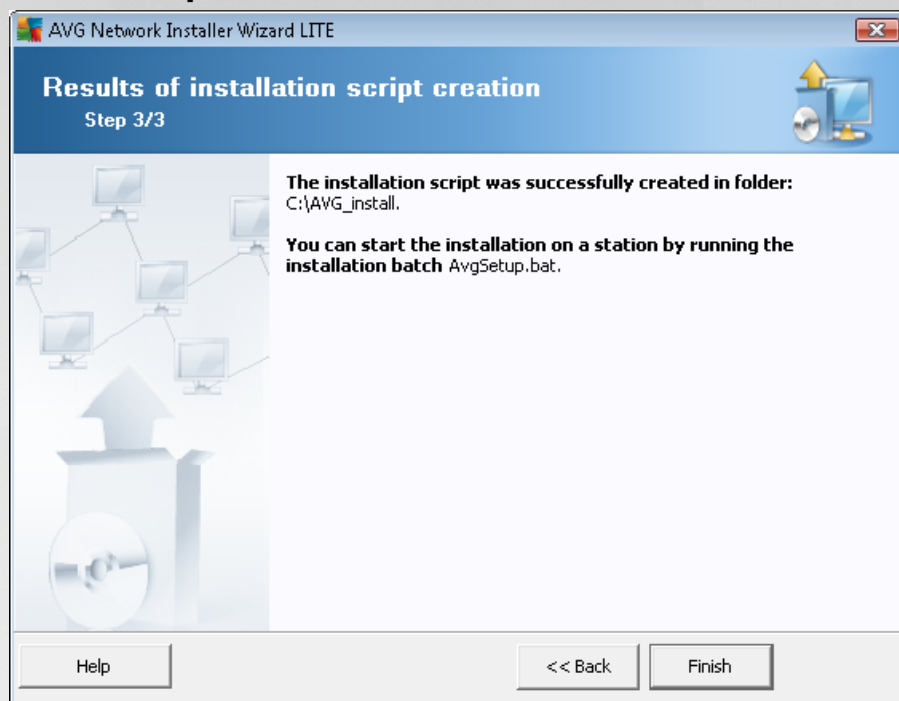 AVG Network Installer Wizard LITE
Results of installation script creation
Step 3/3
The installation script was successfully created in folder:
C:\AVG_install.
You can start the installation on a station by running the
installation batch AvgSetup.bat.
Help
<< Back
Finish